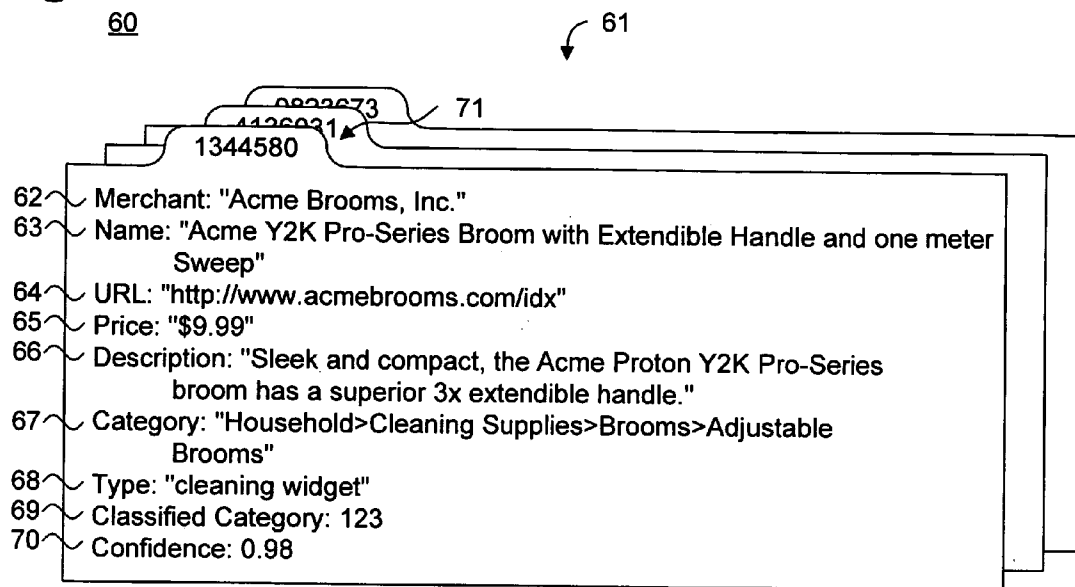 60
61
0823673
71
4126031
1344580
62 Merchant: "Acme Brooms, Inc."
63 Name: "Acme Y2K Pro-Series Broom with Extendible Handle and one meter
Sweep"
64 URL: "http://www.acmebrooms.com/idx"
65 Price: "$9.99"
66 Description: "Sleek and compact, the Acme Proton Y2K Pro-Series
broom has a superior 3x extendible handle."
67 Category: "Household>Cleaning Supplies>Brooms>Adjustable
Brooms"
68 Type: "cleaning widget"
69 Classified Category: 123
70 Confidence: 0.98